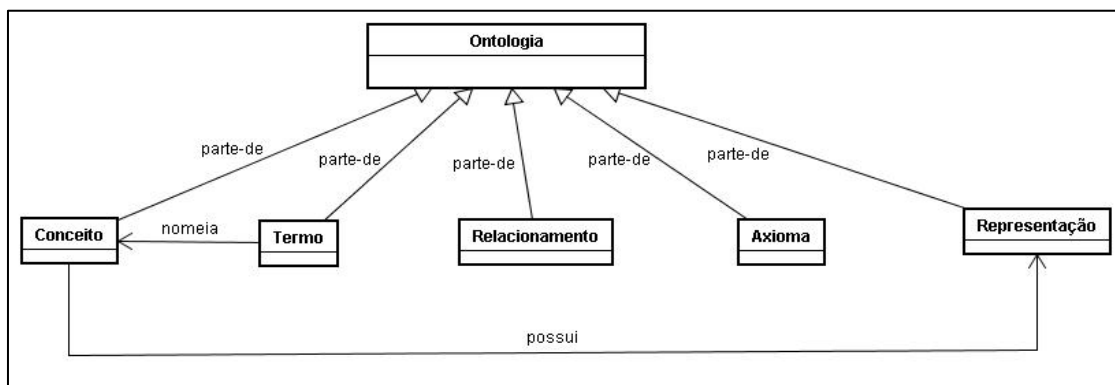 Ontologia
parte-de
parte-de
parte-de
parte-de
parte-de
Conceito
nomeia
Termo
Relacionamento
Axioma
Representação
possui